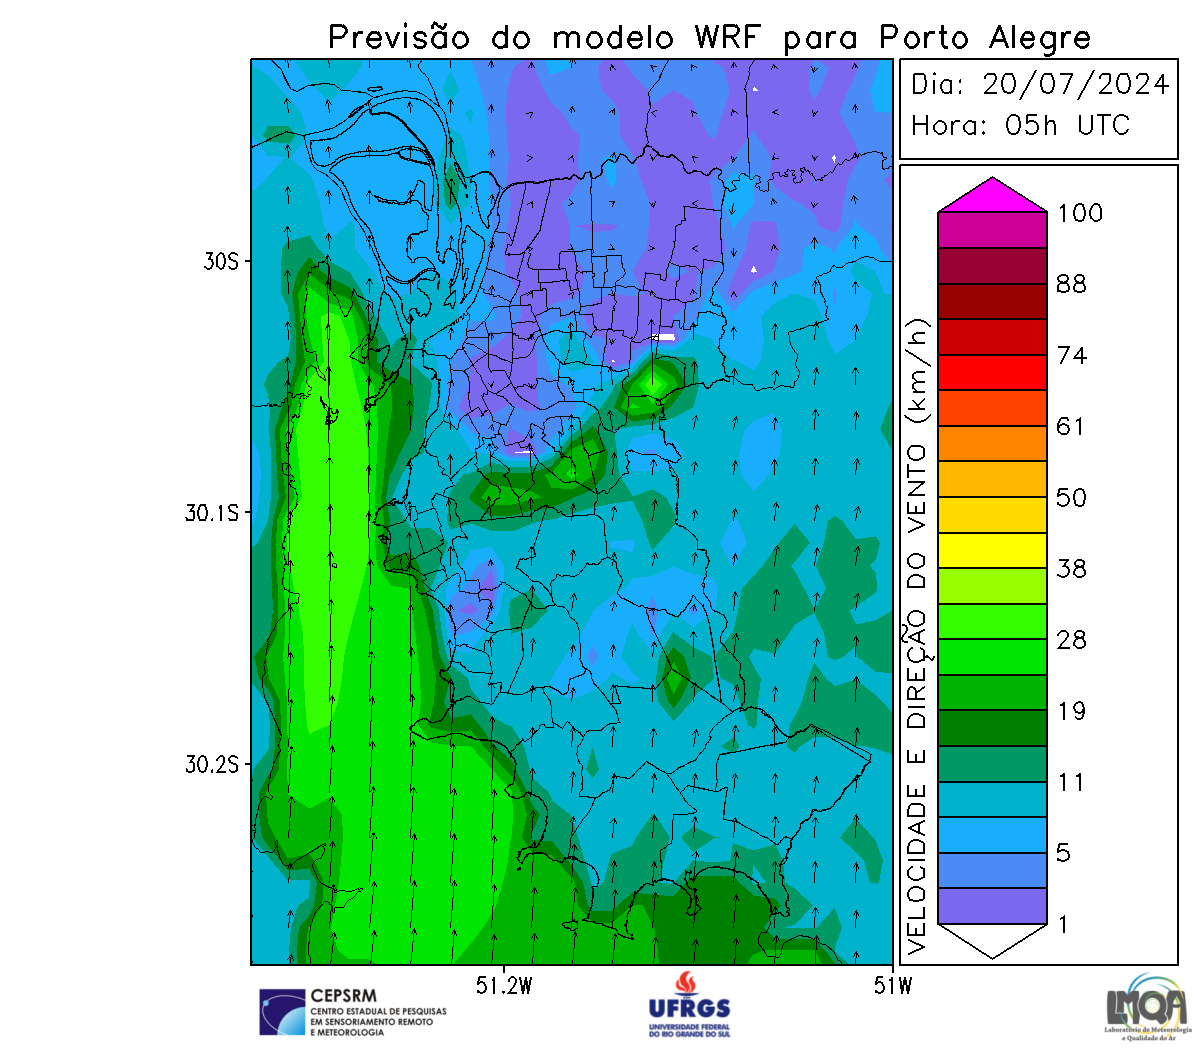 Previsão do modelo WRF para Porto Alegre
Dia: 20/07/2024
Hora: 05h UTC
30S
30.1S
30.2S
51.2W
51W
VELOCIDADE E DIREÇÃO DO VENTO (km/h)
100
88
74
61
50
38
28
19
11
5
1
CEPSRM
CENTRO ESTADUAL DE PESQUISAS
EM SENSORIAMENTO REMOTO
E METEOROLOGIA
UFRGS
UNIVERSIDADE FEDERAL
DO RIO GRANDE DO SUL
LMQA
Laboratório de Meteorologia
e Qualidade do Ar